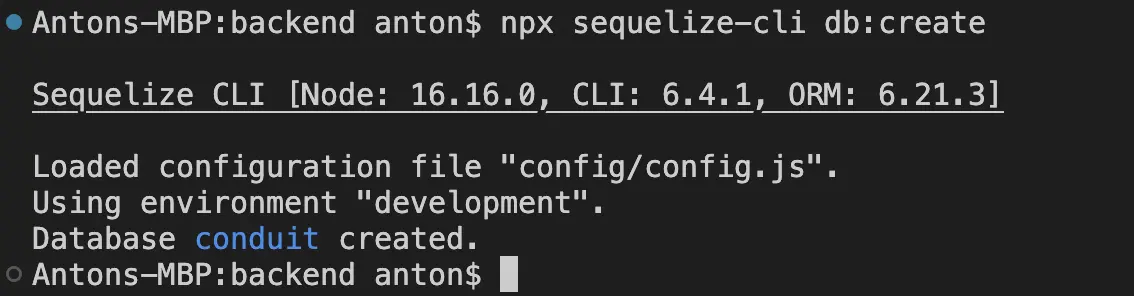 Antons-MBP:backend anton$ npx sequelize-cli db:create
Sequelize CLI [Node: 16.16.0, CLI: 6.4.1, ORM: 6.21.3]
Loaded configuration file "config/config.js".
Using environment "development".
Database conduit created.
Antons-MBP:backend anton$